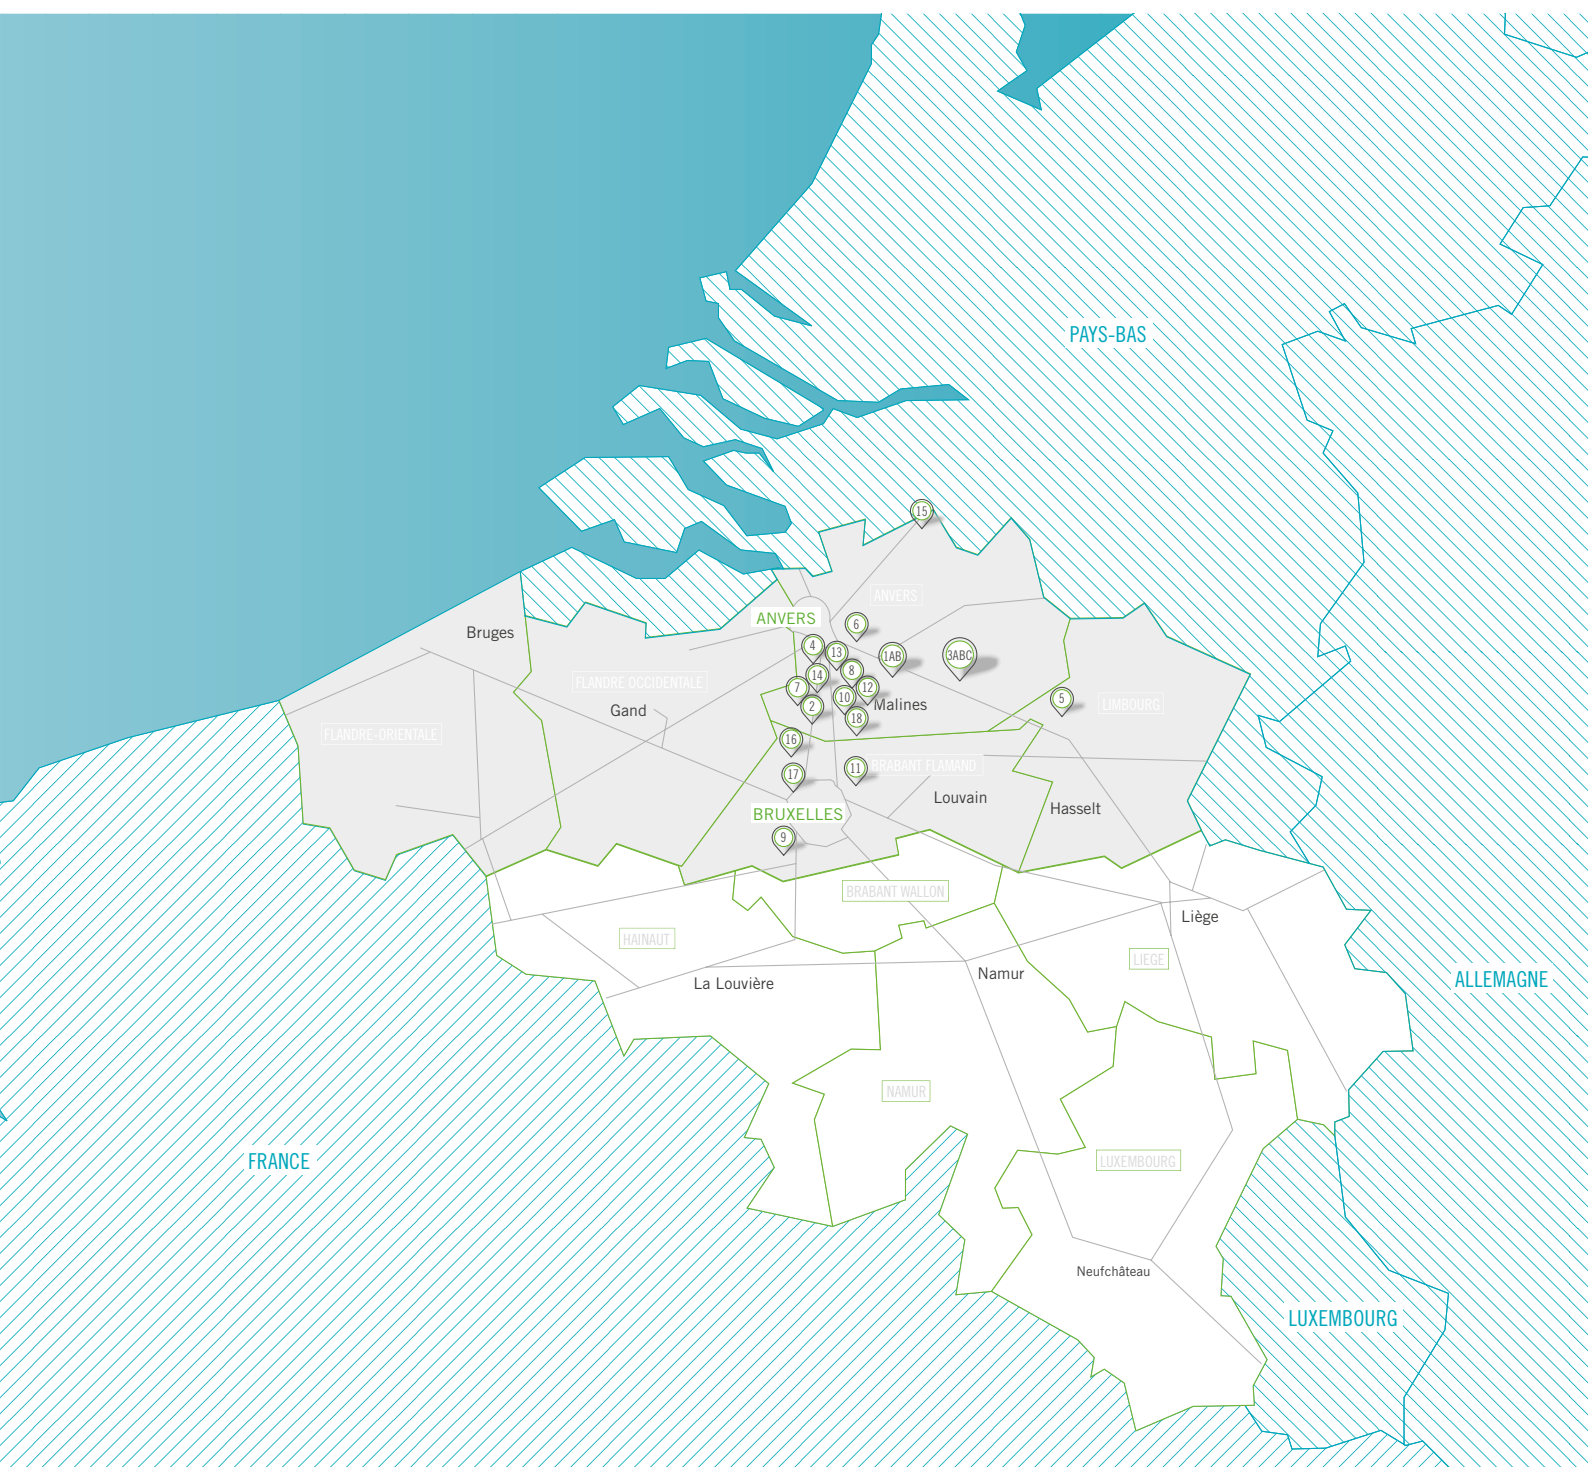 PAYS-BAS
15
ANVERS
ANVERS
6
Bruges
4
13
1AB
3ABC
8
14
FLANDRE OCCIDENTALE
7
12
5
LIMBOURG
10
Malines
2
Gand
18
FLANDRE-ORIENTALE
16
11
BRABANT FLAMAND
17
Louvain
Hasselt
BRUXELLES
9
BRABANT WALLON
Liège
HAINAUT
LIEGE
Namur
La Louvière
ALLEMAGNE
NAMUR
FRANCE
LUXEMBOURG
Neufchâteau
LUXEMBOURG